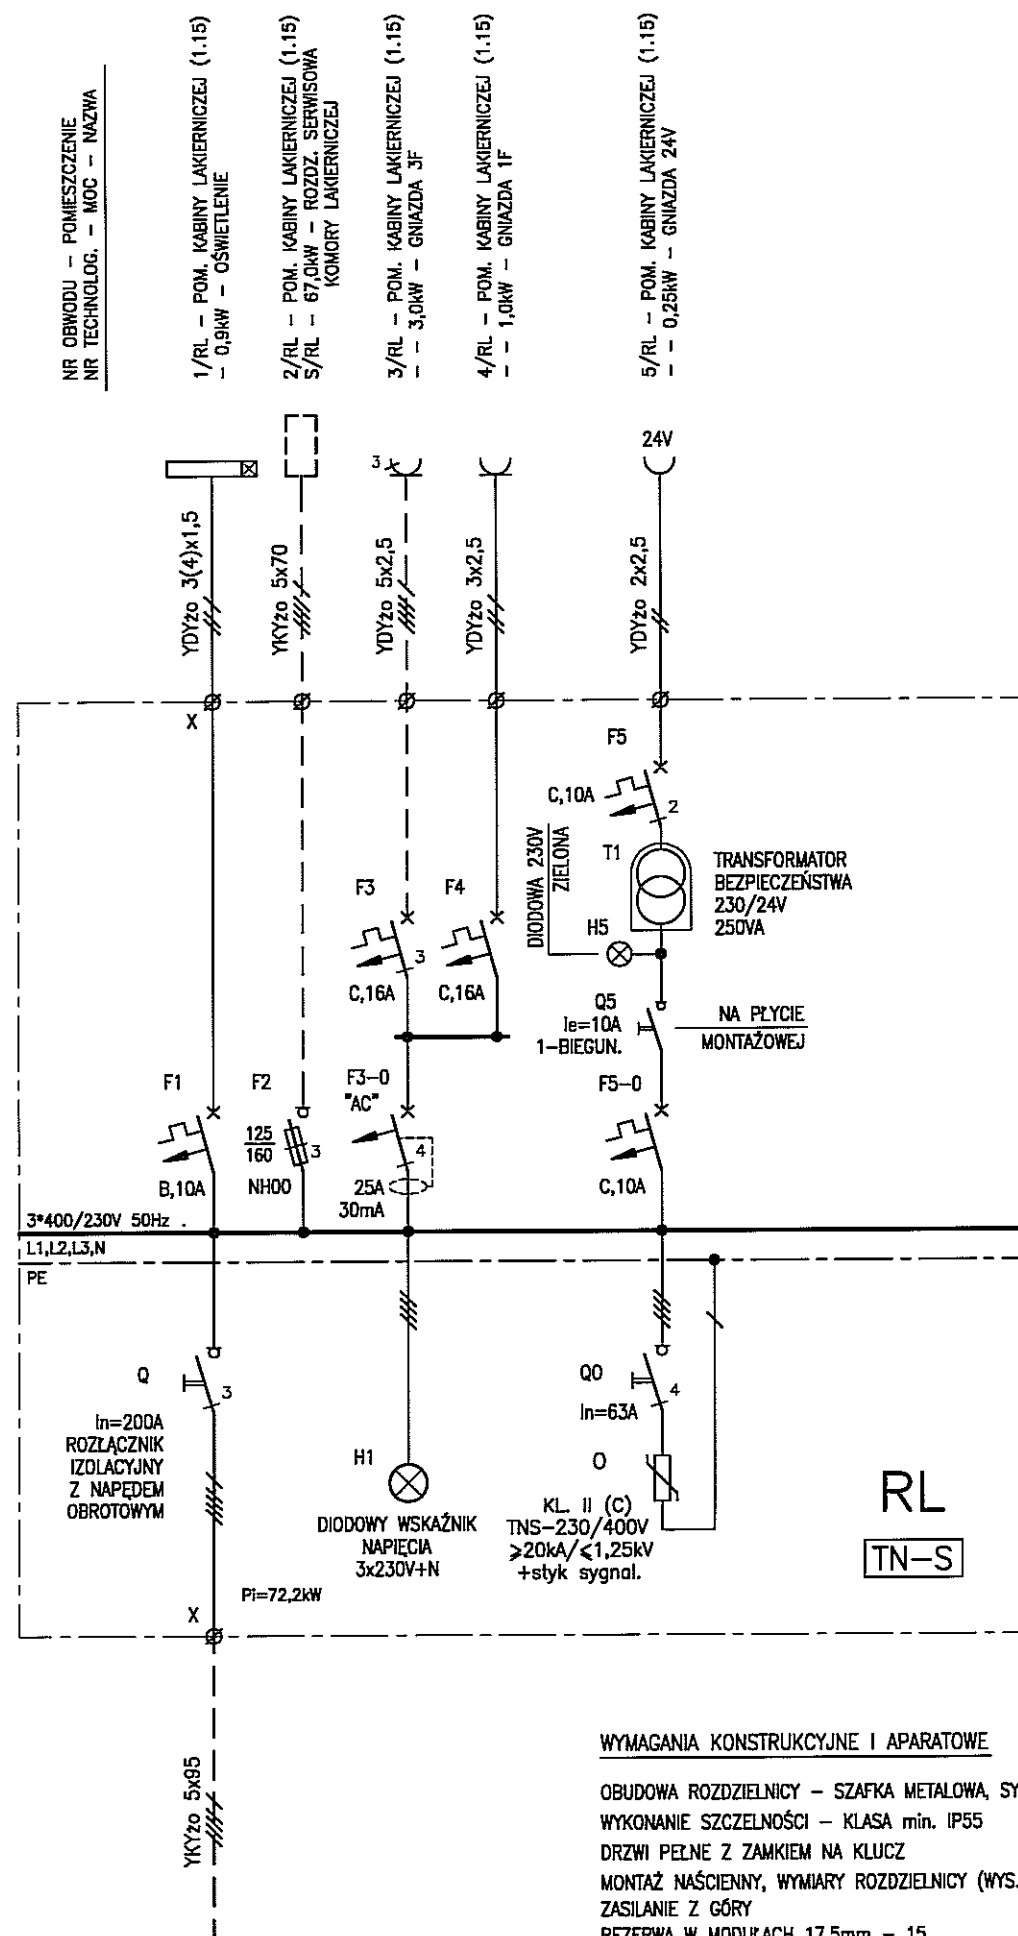 NR OBWODU – POMIESZCZENIE
NR TECHNOLOG. – MOC – NAZWA
1/RL – POM. KABINY LAKIERNICZEJ (1.15)
– 0,9kW – OŚWIETLENIE
2/RL – POM. KABINY LAKIERNICZEJ (1.15)
S/RL – 67,0kW – ROZDZ. SERWISOWA
KOMORY LAKIERNICZEJ
3/RL – POM. KABINY LAKIERNICZEJ (1.15)
– – 3,0kW – GNIAZDA 3F
4/RL – POM. KABINY LAKIERNICZEJ (1.15)
– – 1,0kW – GNIAZDA 1F
5/RL – POM. KABINY LAKIERNICZEJ (1.15)
– – 0,25kW – GNIAZDA 24V
3
24V
YDYżo 3(4)x1,5
YKYżo 5x70
YDYżo 5x2,5
YDYżo 3x2,5
YDYżo 2x2,5
X
F5
C,10A
2
DIODOWA 230V
ZIELONA
T1
TRANSFORMATOR
BEZPIECZEŃSTWA
230/24V
250VA
H5
F3
3
C,16A
F4
C,16A
Q5
Ie=10A
1–BIEGUN.
NA PŁYCIE
MONTAŻOWEJ
F1
B,10A
F2
125
160
3
NH00
F3–0
"AC"
4
25A
30mA
F5–0
C,10A
3*400/230V 50Hz .
L1,L2,L3,N
PE
Q
3
In=200A
ROZŁĄCZNIK
IZOLACYJNY
Z NAPĘDEM
OBROTOWYM
H1
DIODOWY WSKAŹNIK
NAPIĘCIA
3x230V+N
Q0
4
In=63A
O
KL. II (C)
TNS–230/400V
⩾20kA/⩽1,25kV
+styk sygnal.
RL
TN–S
Pi=72,2kW
X
YKYżo 5x95
WYMAGANIA KONSTRUKCYJNE I APARATOWE
OBUDOWA ROZDZIELNICY – SZAFKA METALOWA, SY
WYKONANIE SZCZELNOŚCI – KLASA min. IP55
DRZWI PEŁNE Z ZAMKIEM NA KLUCZ
MONTAŻ NAŚCIENNY, WYMIARY ROZDZIELNICY (WYS.
ZASILANIE Z GÓRY
REZERWA W MODUŁACH 17,5mm – 15